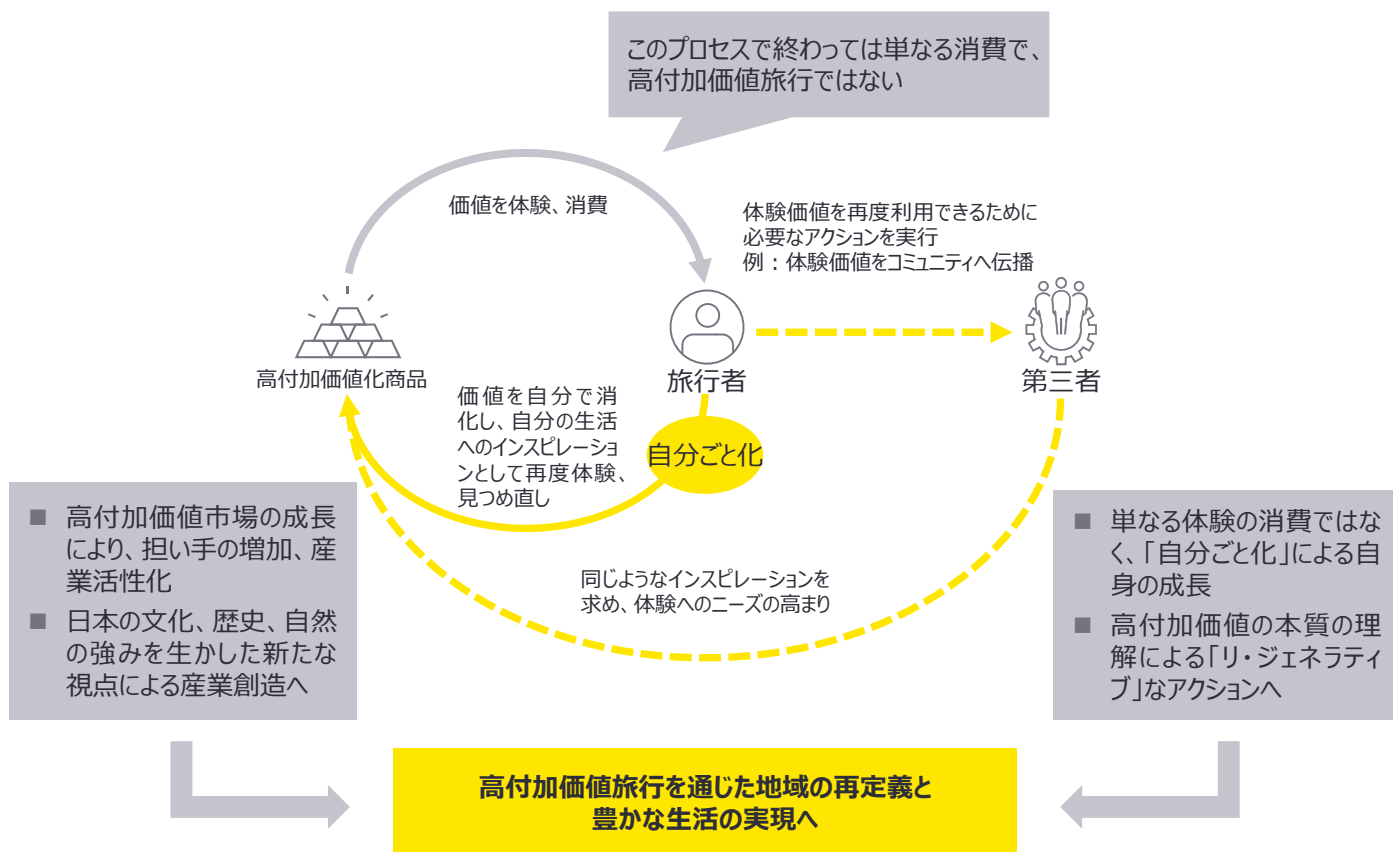 このプロセスで終わっては単なる消費で、
高付加価値旅行ではない
価値を体験、消費
体験価値を再度利用できるために
必要なアクションを実行
例：体験価値をコミュニティへ伝播
高付加価値化商品
旅行者
第三者
価値を自分で消
化し、自分の生活
へのインスピレーショ
ンとして再度体験、
見つめ直し
自分ごと化
同じようなインスピレーションを
求め、体験へのニーズの高まり
■ 高付加価値市場の成長
により、担い手の増加、産
業活性化
■ 日本の文化、歴史、自然
の強みを生かした新たな
視点による産業創造へ
■ 単なる体験の消費ではな
く、「自分ごと化」による自
身の成長
■ 高付加価値の本質の理
解による「リ・ジェネラティ
ブ」なアクションへ
高付加価値旅行を通じた地域の再定義と
豊かな生活の実現へ